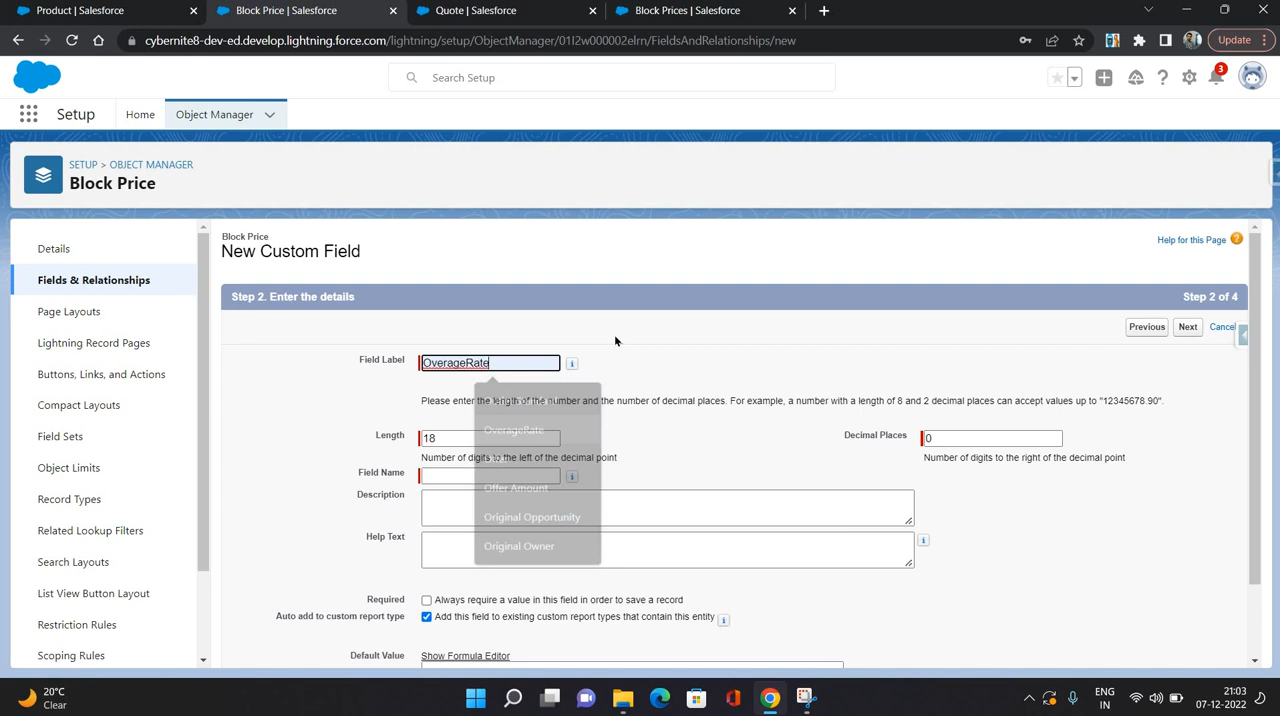 Product | Salesforce
Block Price | Salesforce
Quote | Salesforce
Block Prices | Salesforce
cybernite8-dev-ed.develop.lightning.force.com/lightning/setup/ObjectManager/01I2w000002elrn/FieldsAndRelationships/new
Update
Search Setup
3
Setup
Home
Object Manager
SETUP > OBJECT MANAGER
Block Price
Details
Fields & Relationships
Page Layouts
Lightning Record Pages
Buttons, Links, and Actions
Compact Layouts
Field Sets
Object Limits
Record Types
Related Lookup Filters
Search Layouts
List View Button Layout
Restriction Rules
Scoping Rules
Block Price
New Custom Field
Help for this Page
Step 2. Enter the details
Step 2 of 4
Previous
Next
Cancel
Field Label
OverageRate
Please enter the length of the number and the number of decimal places. For example, a number with a length of 8 and 2 decimal places can accept values up to "12345678.90".
OverageRate
Length
18
Decimal Places
0
Number of digits to the left of the decimal point
Number of digits to the right of the decimal point
Field Name
Offer Amount
Description
Original Opportunity
Help Text
Original Owner
Required
Always require a value in this field in order to save a record
Auto add to custom report type
Add this field to existing custom report types that contain this entity
Default Value
Show Formula Editor
20°C
Clear
ENG
IN
21:03
07-12-2022